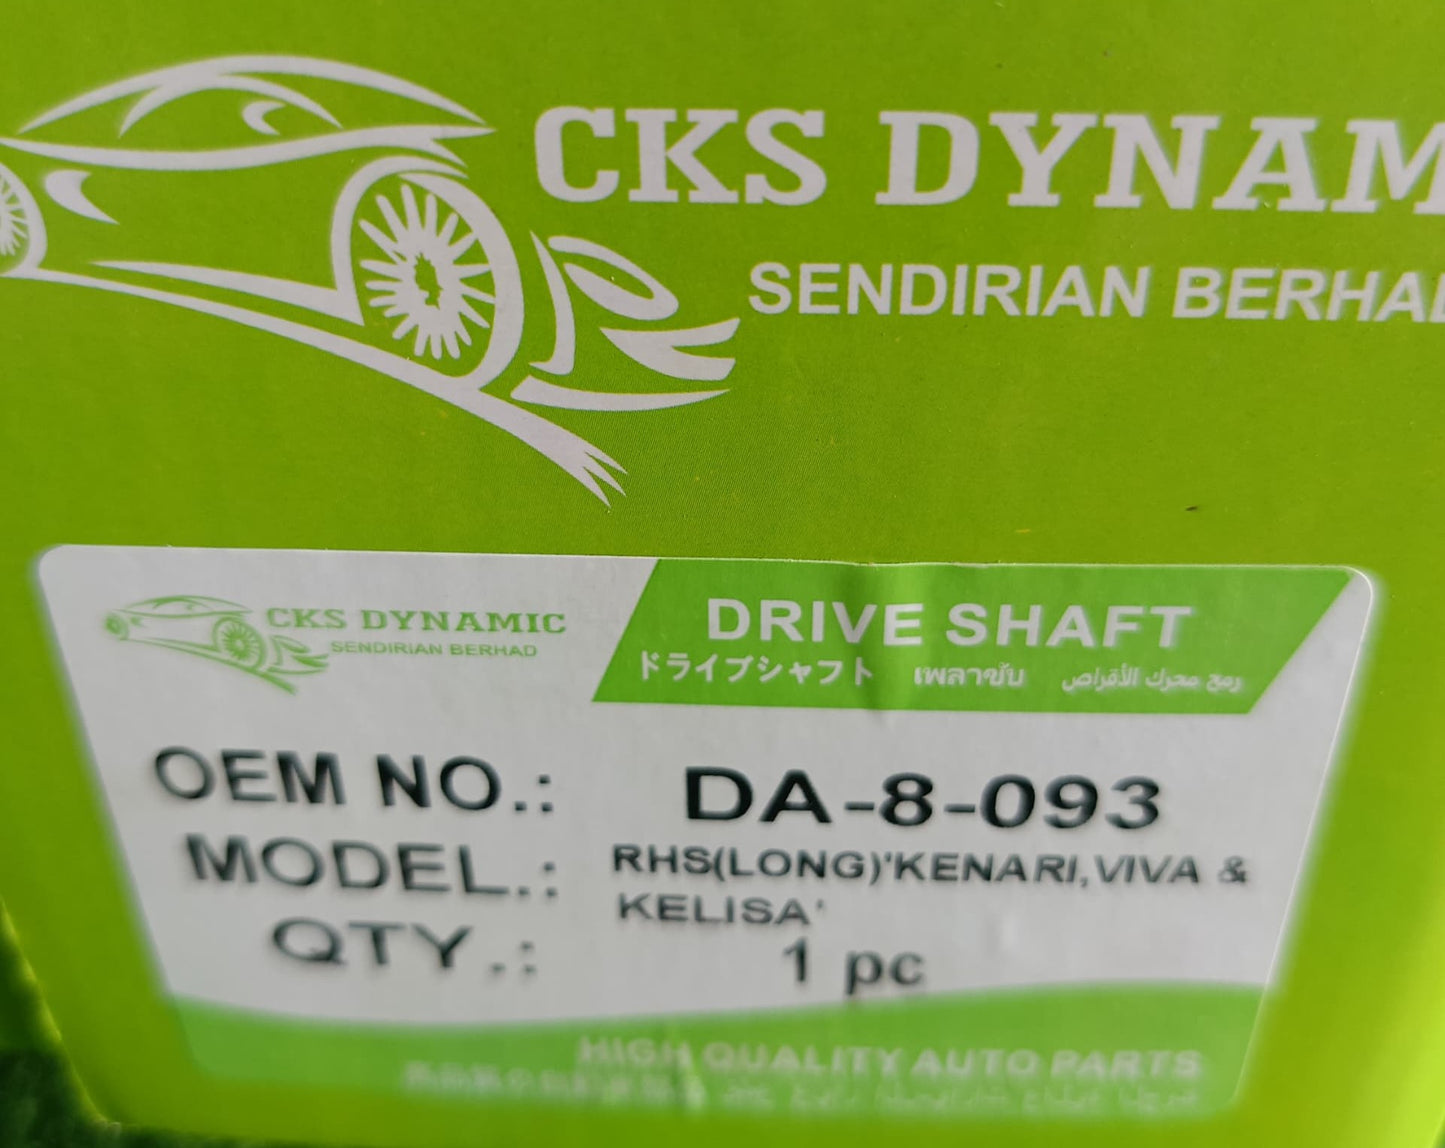 CKS DYNAM
SENDIRIAN BERHAD
CKS DYNAMIC
SENDIRIAN BERHAD
DRIVE SHAFT
ドライブシャフト เพลาขับ رمع محرك الأقراص
OEM NO.: DA-8-093
MODEL.: RHS(LONG)'KENARI,VIVA &
KELISA'
QTY.: 1 pc
HIGH QUALITY AUTO PARTS